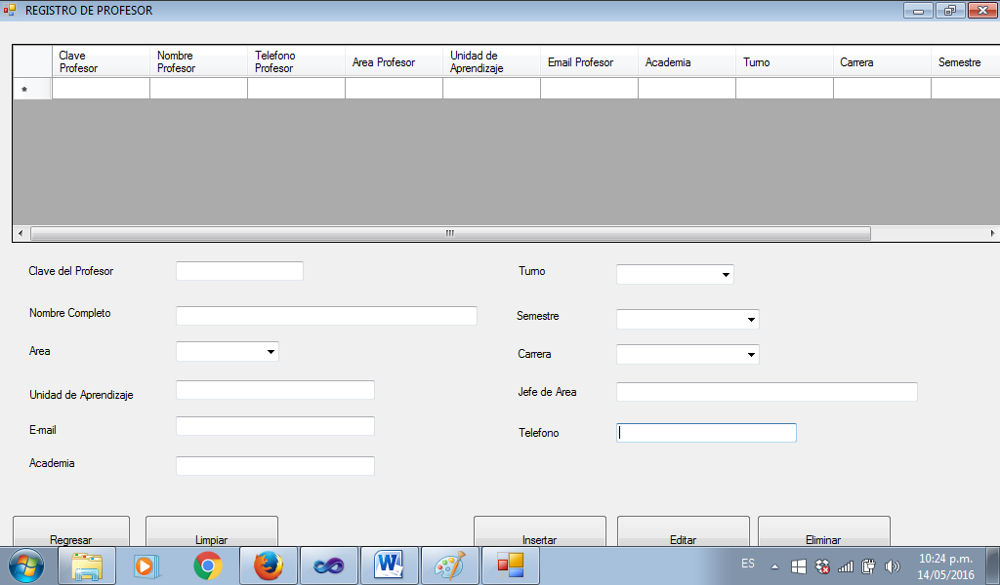 REGISTRO DE PROFESOR
Clave Profesor
Nombre Profesor
Telefono Profesor
Area Profesor
Unidad de Aprendizaje
Email Profesor
Academia
Turno
Carrera
Semestre
*
Clave del Profesor
Turno
Nombre Completo
Semestre
Area
Carrera
Unidad de Aprendizaje
Jefe de Area
E-mail
Telefono
Academia
Regresar
Limpiar
Insertar
Editar
Eliminar
ES
10:24 p.m.
14/05/2016